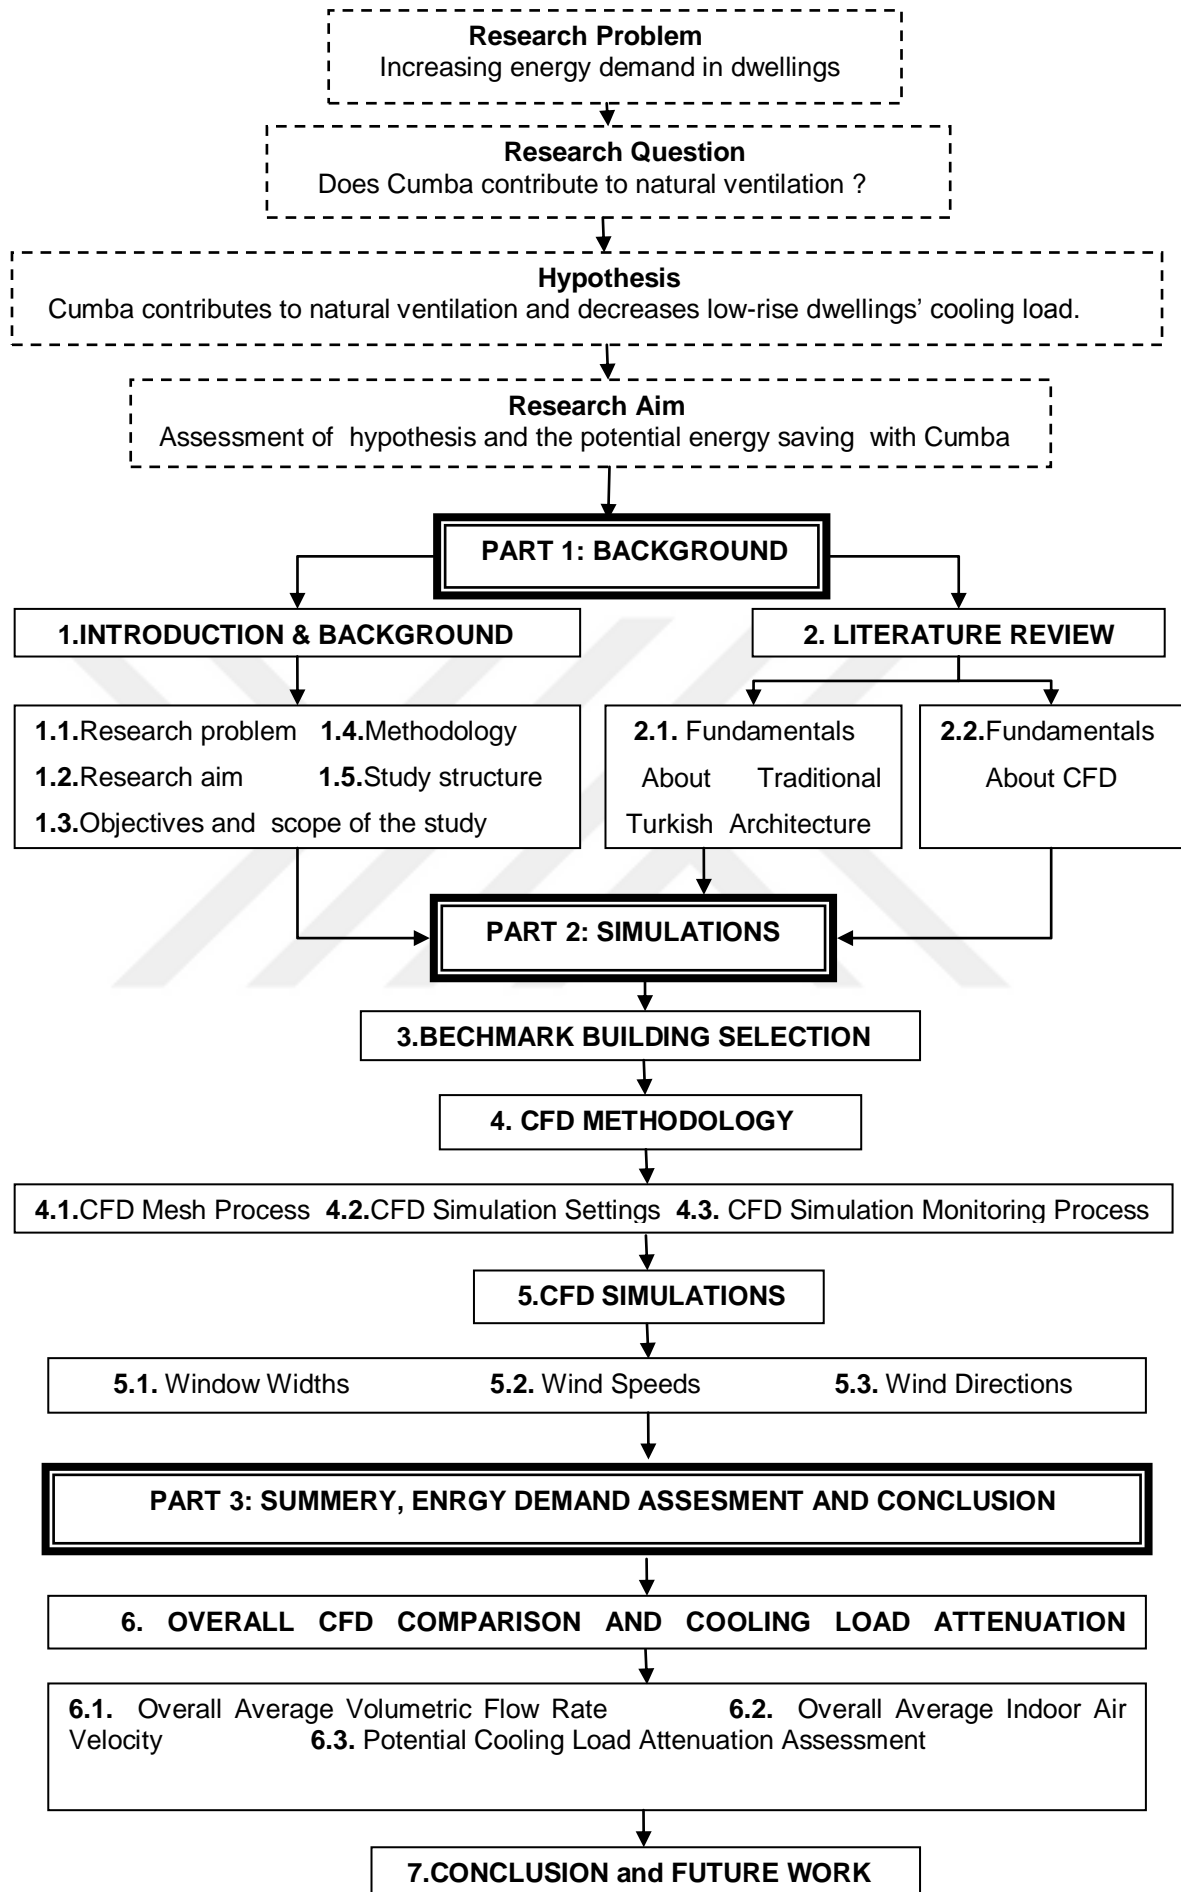 Research Problem
Increasing energy demand in dwellings
Research Question
Does Cumba contribute to natural ventilation ?
Hypothesis
Cumba contributes to natural ventilation and decreases low-rise dwellings’ cooling load.
Research Aim
Assessment of hypothesis and the potential energy saving with Cumba
PART 1: BACKGROUND
1.INTRODUCTION & BACKGROUND
2. LITERATURE REVIEW
1.1.Research problem 1.4.Methodology
1.2.Research aim 1.5.Study structure
1.3.Objectives and scope of the study
2.1. Fundamentals
About Traditional
Turkish Architecture
2.2.Fundamentals
About CFD
PART 2: SIMULATIONS
3.BECHMARK BUILDING SELECTION
4. CFD METHODOLOGY
4.1.CFD Mesh Process 4.2.CFD Simulation Settings 4.3. CFD Simulation Monitoring Process
5.CFD SIMULATIONS
5.1. Window Widths 5.2. Wind Speeds 5.3. Wind Directions
PART 3: SUMMERY, ENRGY DEMAND ASSESMENT AND CONCLUSION
6. OVERALL CFD COMPARISON AND COOLING LOAD ATTENUATION
6.1. Overall Average Volumetric Flow Rate 6.2. Overall Average Indoor Air
Velocity 6.3. Potential Cooling Load Attenuation Assessment
7.CONCLUSION and FUTURE WORK